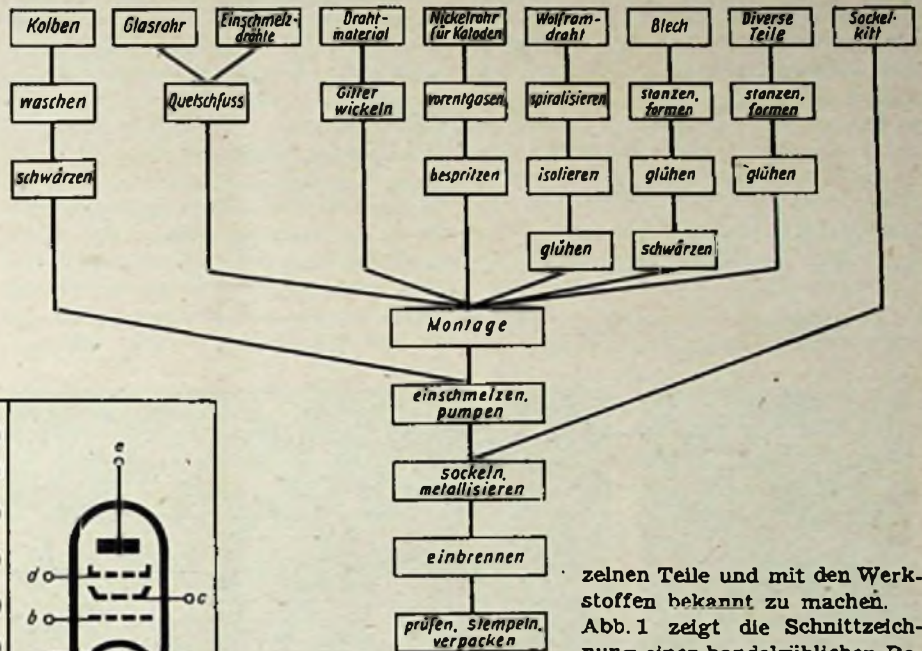 Kolben
Glasrohr
Einschmelz-
drähte
Draht-
material
Nickelrohr
für Katoden
Wolfram-
draht
Blech
Diverse
Teile
Sockel-
kitt
waschen
Quetschfuss
Gitter
wickeln
vorentgasen
spiralisieren
stanzen,
formen
stanzen,
formen
schwärzen
bespritzen
isolieren
glühen
glühen
glühen
schwärzen
Montage
einschmelzen,
pumpen
sockeln,
metallisieren
einbrennen
prüfen, stempeln,
verpacken
e
d
c
b
zelnen Teile und mit den Werk-
stoffen bekannt zu machen.
Abb. 1 zeigt die Schnittzeich-